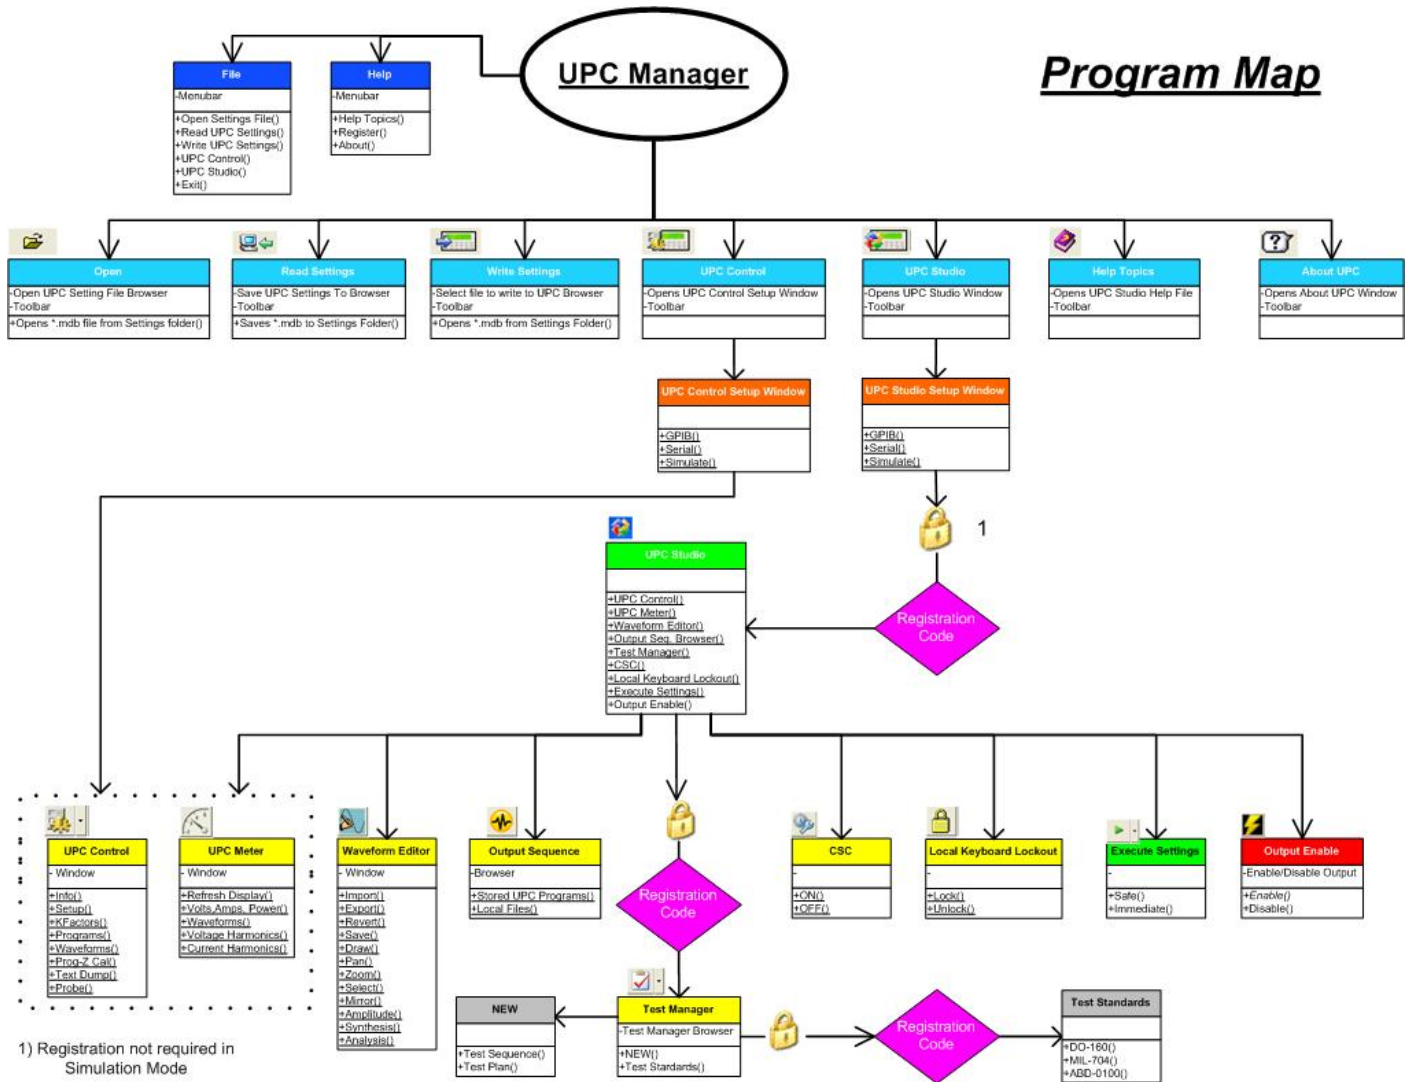 UPC Manager
Program Map
File
-Menubar
+Open Settings File()
+Read UPC Settings()
+Write UPC Settings()
+UPC Control()
+UPC Studio()
+Exit()
Help
-Menubar
+Help Topics()
+Register()
+About()
Open
-Open UPC Setting File Browser
-Toolbar
+Opens *.mdb file from Settings folder()
Read Settings
-Save UPC Settings To Browser
-Toolbar
+Saves *.mdb to Settings Folder()
Write Settings
-Select file to write to UPC Browser
-Toolbar
+Opens *.mdb from Settings Folder()
UPC Control
-Opens UPC Control Setup Window
-Toolbar
UPC Studio
-Opens UPC Studio Window
-Toolbar
Help Topics
-Opens UPC Studio Help File
-Toolbar
About UPC
-Opens About UPC Window
-Toolbar
UPC Control Setup Window
+GPIB()
+Serial()
+Simulate()
UPC Studio Setup Window
+GPIB()
+Serial()
+Simulate()
1
Registration
Code
UPC Studio
+UPC Control()
+UPC Meter()
+Waveform Editor()
+Output Seq. Browser()
+Test Manager()
+CSC()
+Local Keyboard Lockout()
+Execute Settings()
+Output Enable()
UPC Control
- Window
+Info()
+Setup()
+KFactors()
+Programs()
+Waveforms()
+Prog-Z Cal()
+Text Dump()
+Probe()
UPC Meter
- Window
+Refresh Display()
+Volts,Amps, Power()
+Waveforms()
+Voltage Harmonics()
+Current Harmonics()
Waveform Editor
- Window
+Import()
+Export()
+Revert()
+Save()
+Draw()
+Pan()
+Zoom()
+Select()
+Mirror()
+Amplitude()
+Synthesis()
+Analysis()
Output Sequence
-Browser
+Stored UPC Programs()
+Local Files()
Registration
Code
CSC
-
+ON()
+OFF()
Local Keyboard Lockout
-
+Lock()
+Unlock()
Execute Settings
-
+Safe()
+Immediate()
Output Enable
-Enable/Disable Output
+Enable()
+Disable()
NEW
+Test Sequence()
+Test Plan()
Test Manager
-Test Manager Browser
+NEW()
+Test Stardards()
Registration
Code
Test Standards
+DO-160()
+MIL-704()
+ABD-0100()
1) Registration not required in
Simulation Mode